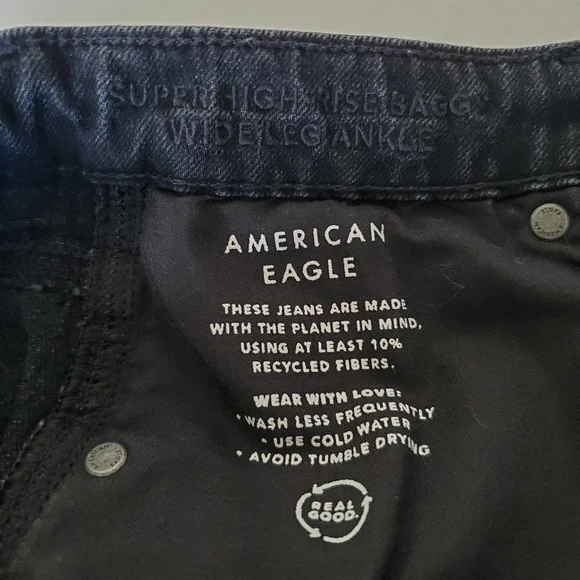 SUPER HIGH-RISE BAGGY
WIDE LEG ANKLE
AMERICAN
EAGLE
THESE JEANS ARE MADE
WITH THE PLANET IN MIND,
USING AT LEAST 10%
RECYCLED FIBERS.
WEAR WITH LOVE:
• WASH LESS FREQUENTLY
• USE COLD WATER
• AVOID TUMBLE DRYING
REAL
GOOD.